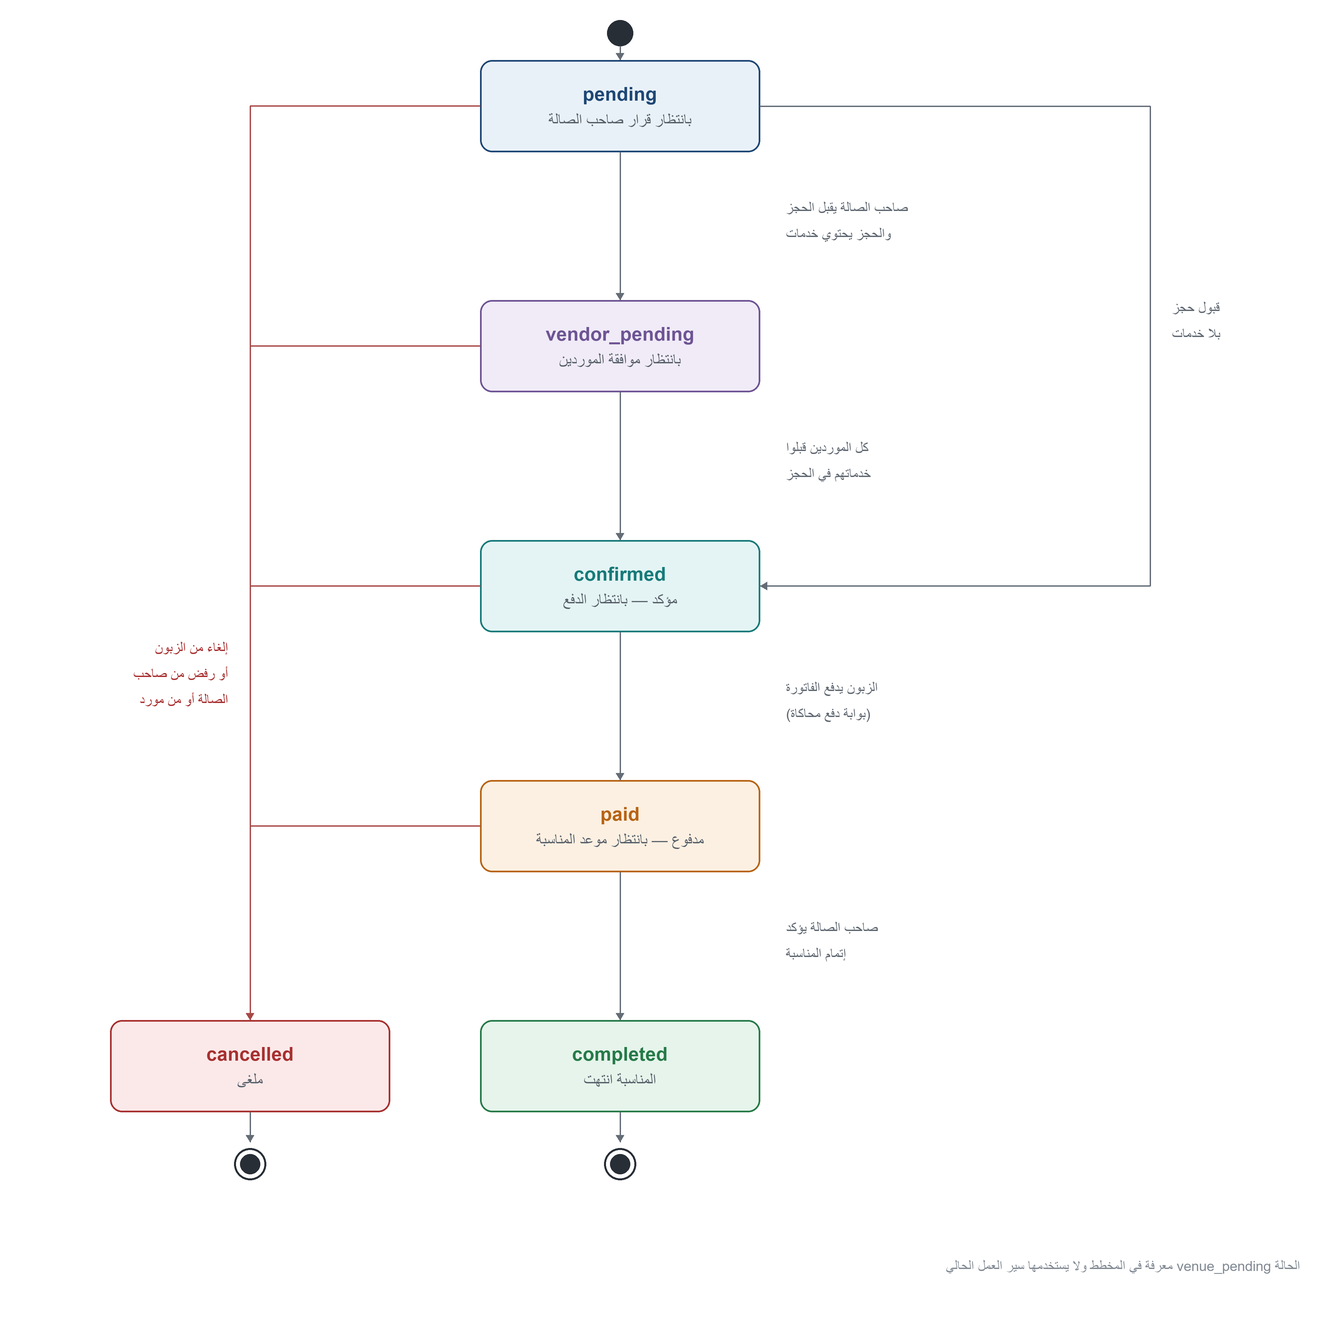 pending
بانتظار قرار صاحب الصالة
صاحب الصالة يقبل الحجز
والحجز يحتوي خدمات
قبول حجز
بلا خدمات
vendor_pending
بانتظار موافقة الموردين
كل الموردين قبلوا
خدماتهم في الحجز
confirmed
مؤكد — بانتظار الدفع
إلغاء من الزبون
أو رفض من صاحب
الصالة أو من مورد
الزبون يدفع الفاتورة
(بوابة دفع محاكاة)
paid
مدفوع — بانتظار موعد المناسبة
صاحب الصالة يؤكد
إتمام المناسبة
cancelled
ملغى
completed
المناسبة انتهت
الحالة venue_pending معرفة في المخطط ولا يستخدمها سير العمل الحالي